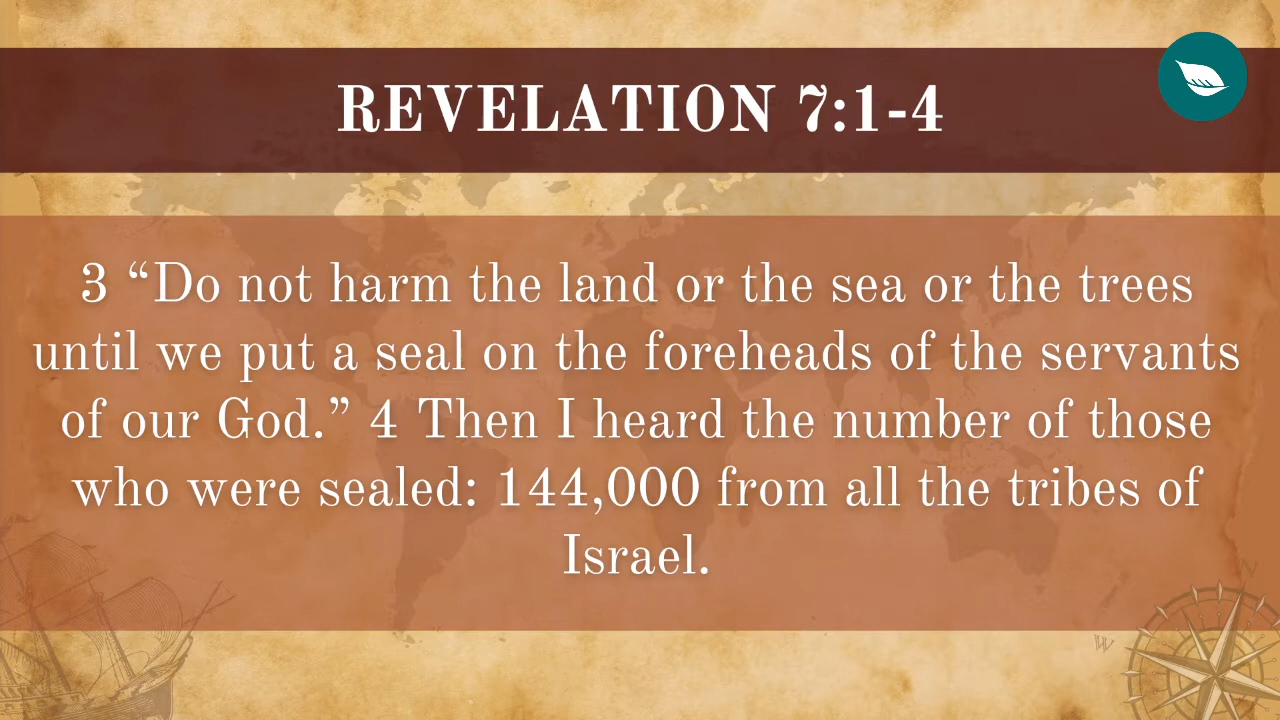 REVELATION 7:1-4
3 “Do not harm the land or the sea or the trees
until we put a seal on the foreheads of the servants
of our God.” 4 Then I heard the number of those
who were sealed: 144,000 from all the tribes of
Israel.